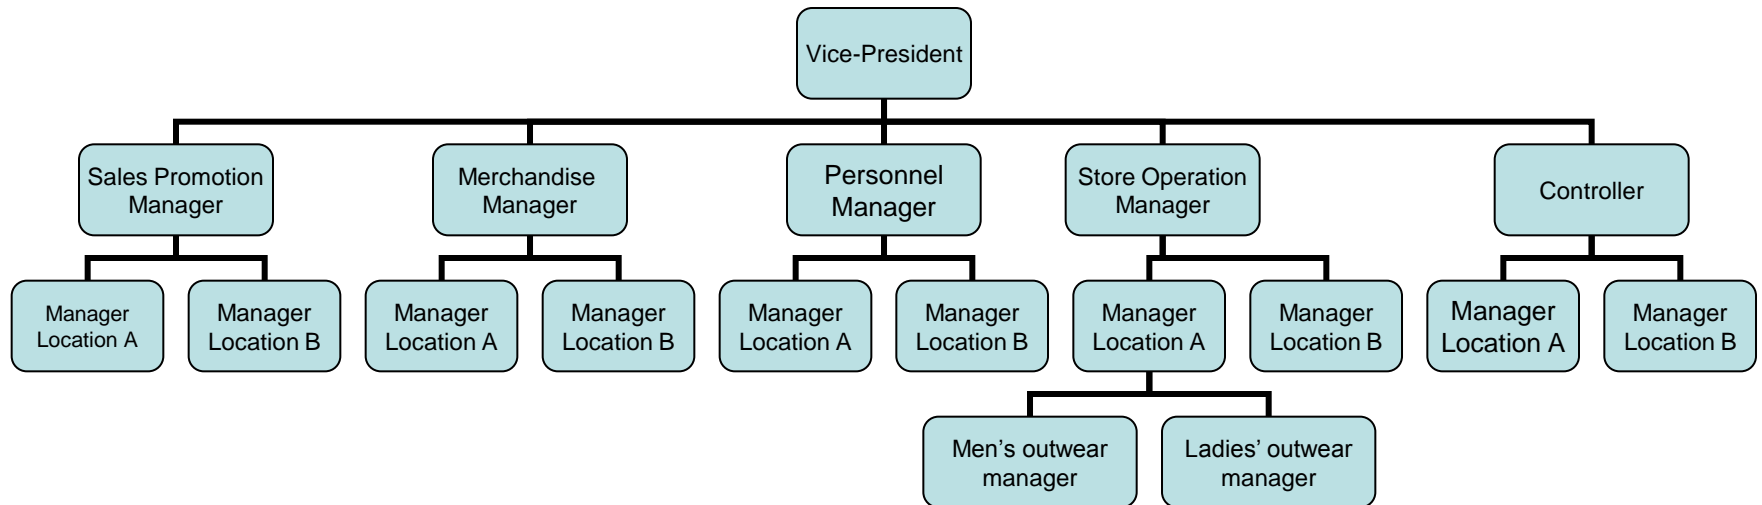 Vice-President
Sales Promotion
Manager
Merchandise
Manager
Personnel
Manager
Store Operation
Manager
Controller
Manager
Location A
Manager
Location B
Manager
Location A
Manager
Location B
Manager
Location A
Manager
Location B
Manager
Location A
Manager
Location B
Manager
Location A
Manager
Location B
Men’s outwear
manager
Ladies’ outwear
manager